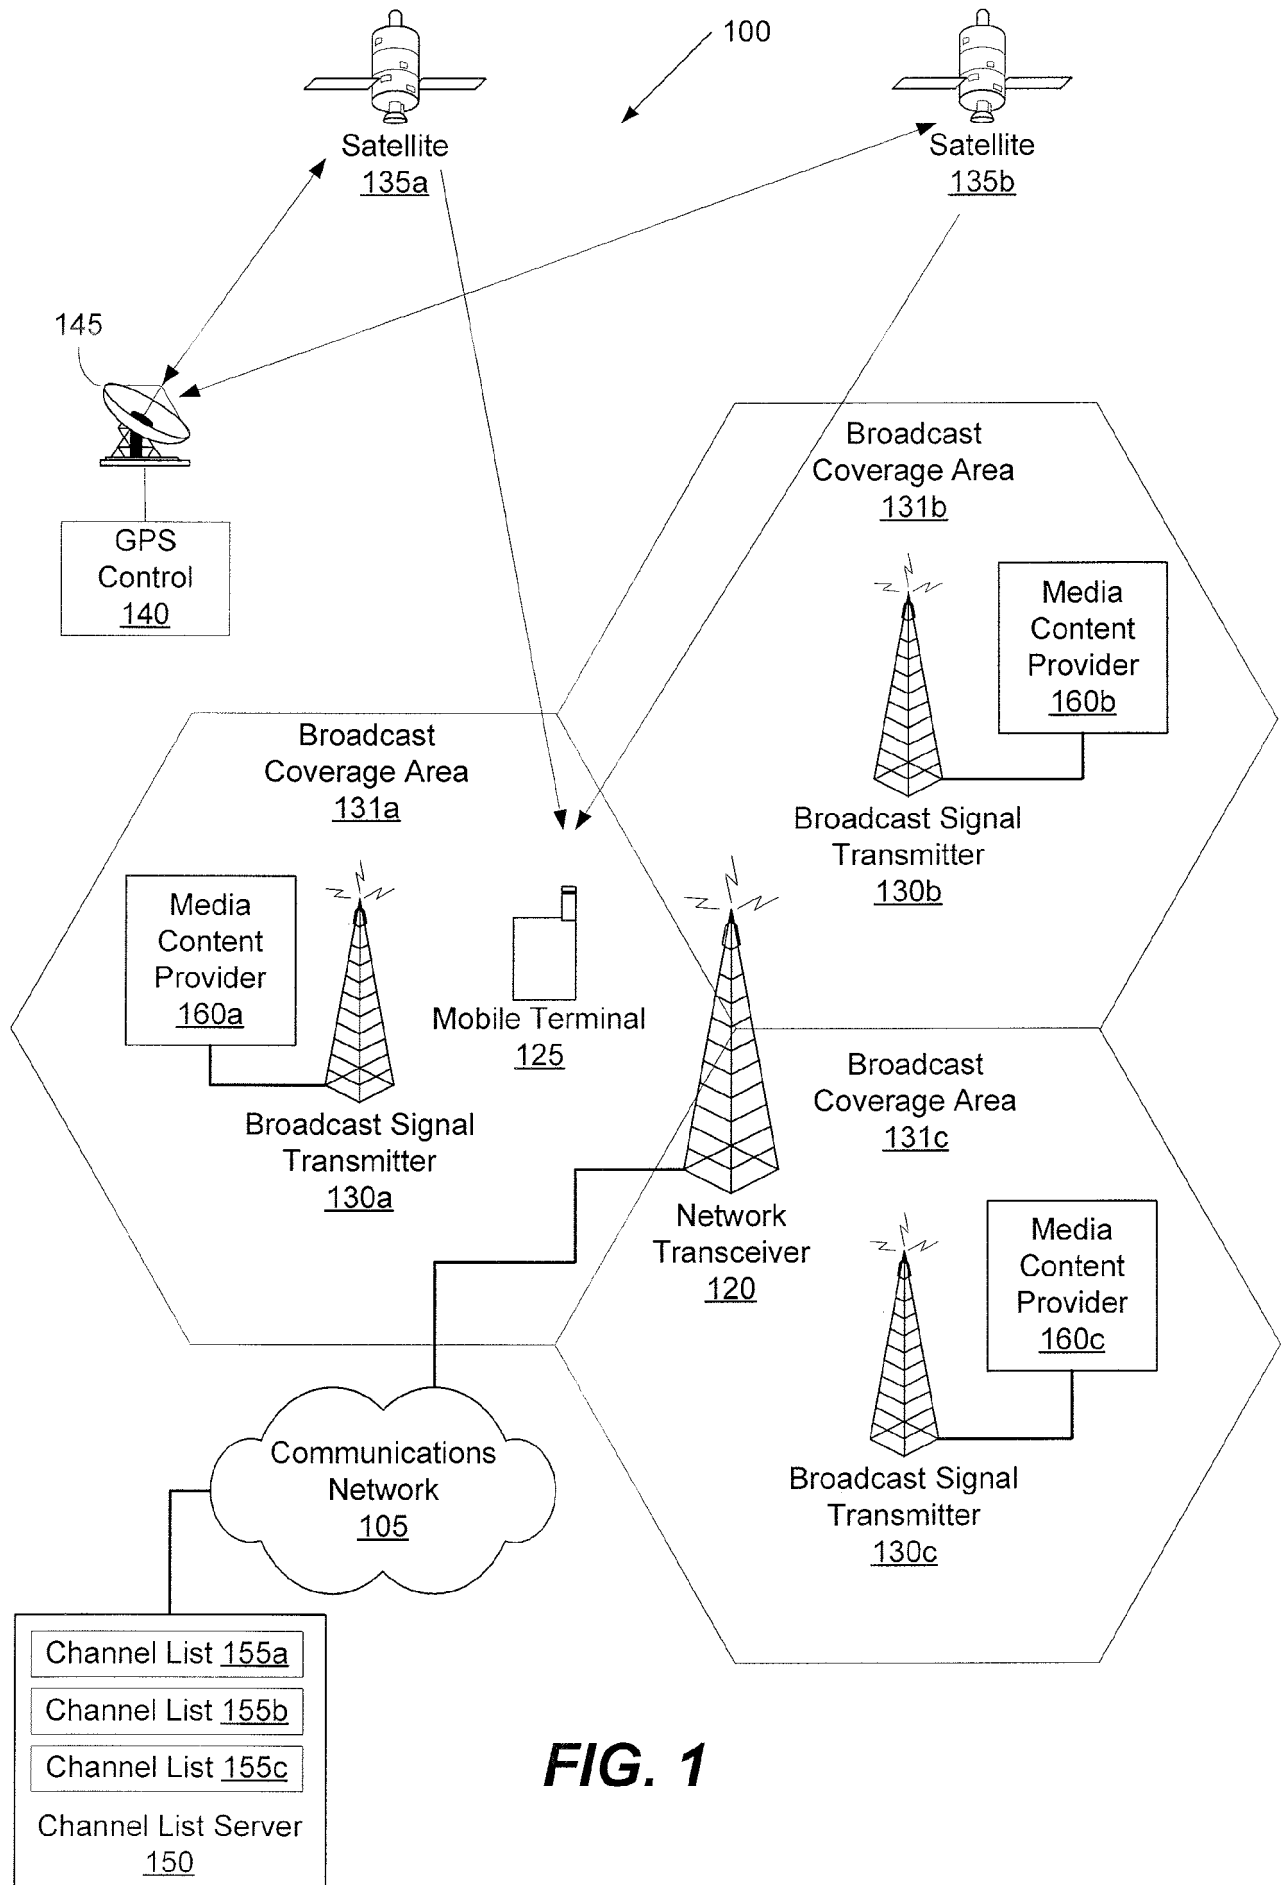 100
Satellite
135a
Satellite
135b
145
GPS
Control
140
Broadcast
Coverage Area
131b
Media
Content
Provider
160b
Broadcast Signal
Transmitter
130b
Broadcast
Coverage Area
131a
Media
Content
Provider
160a
Mobile Terminal
125
Broadcast Signal
Transmitter
130a
Network
Transceiver
120
Broadcast
Coverage Area
131c
Media
Content
Provider
160c
Broadcast Signal
Transmitter
130c
Communications
Network
105
Channel List 155a
Channel List 155b
Channel List 155c
Channel List Server
150
FIG. 1